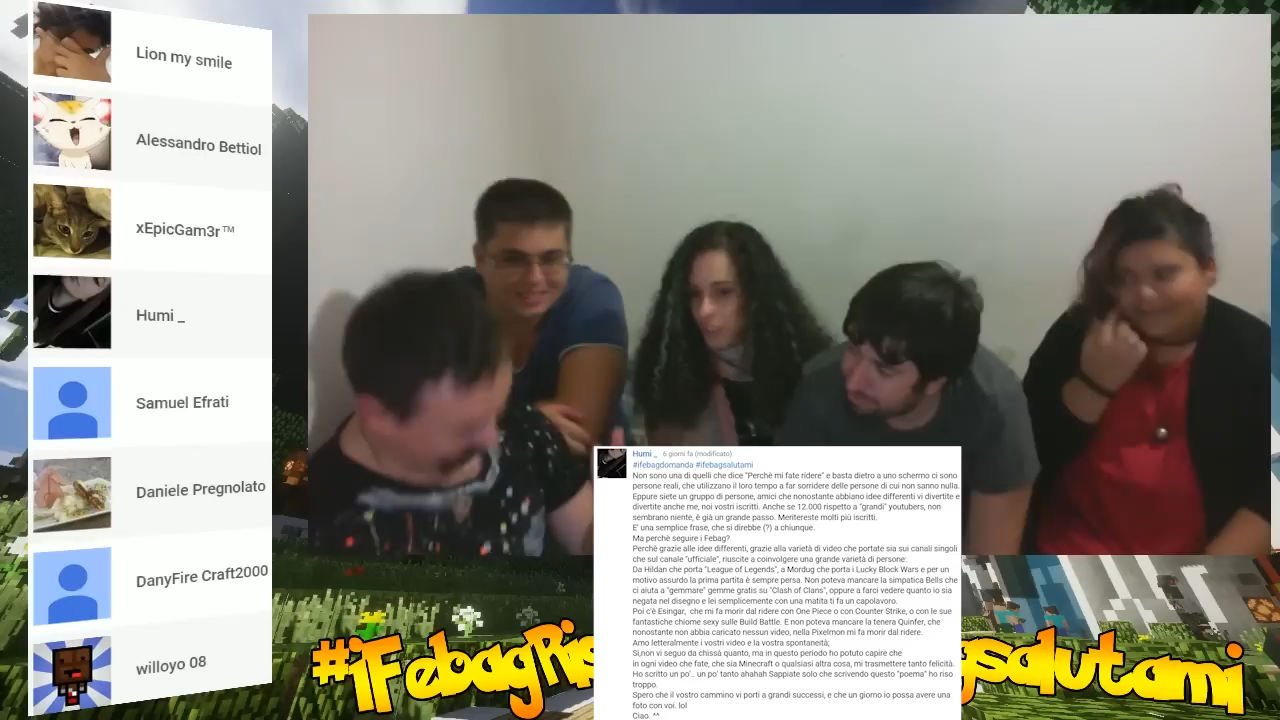 Lion my smile
Alessandro Bettiol
xEpicGam3r™
Humi _
Samuel Efrati
Daniele Pregnolato
DanyFire Craft2000
willoyo 08
Humi _ 6 giorni fa (modificato)
#ifebagdomanda #ifebagsalutami
Non sono una di quelli che dice "Perchè mi fate ridere" e basta dietro a uno schermo ci sono
persone reali, che utilizzano il loro tempo a far sorridere delle persone di cui non sanno nulla.
Eppure siete un gruppo di persone, amici che nonostante abbiano idee differenti vi divertite e
divertite anche me, noi vostri iscritti. Anche se 12.000 rispetto a "grandi" youtubers, non
sembrano niente, è già un grande passo. Meritereste molti più iscritti.
E' una semplice frase, che si direbbe (?) a chiunque.
Ma perchè seguire i Febag?
Perchè grazie alle idee differenti, grazie alla varietà di video che portate sia sui canali singoli
che sul canale "ufficiale", riuscite a coinvolgere una grande varietà di persone:
Da Hildan che porta "League of Legends", a Mordug che porta i Lucky Block Wars e per un
motivo assurdo la prima partita è sempre persa. Non poteva mancare la simpatica Bells che
ci aiuta a "gemmare" gemme gratis su "Clash of Clans", oppure a farci vedere quanto io sia
negata nel disegno e lei semplicemente con una matita ti fa un capolavoro.
Poi c'è Esingar, che mi fa morir dal ridere con One Piece o con Counter Strike, o con le sue
fantastiche chiome sexy sulle Build Battle. E non poteva mancare la tenera Quinfer, che
nonostante non abbia caricato nessun video, nella Pixelmon mi fa morir dal ridere.
Amo letteralmente i vostri video e la vostra spontaneità;
Si,non vi seguo da chissà quanto, ma in questo periodo ho potuto capire che
in ogni video che fate, che sia Minecraft o qualsiasi altra cosa, mi trasmettere tanto felicità.
Ho scritto un po'.. un po' tanto ahahah Sappiate solo che scrivendo questo "poema" ho riso
troppo.
Spero che il vostro cammino vi porti a grandi successi, e che un giorno io possa avere una
foto con voi. lol
Ciao. ^^
#iFebagRis
gsalutami